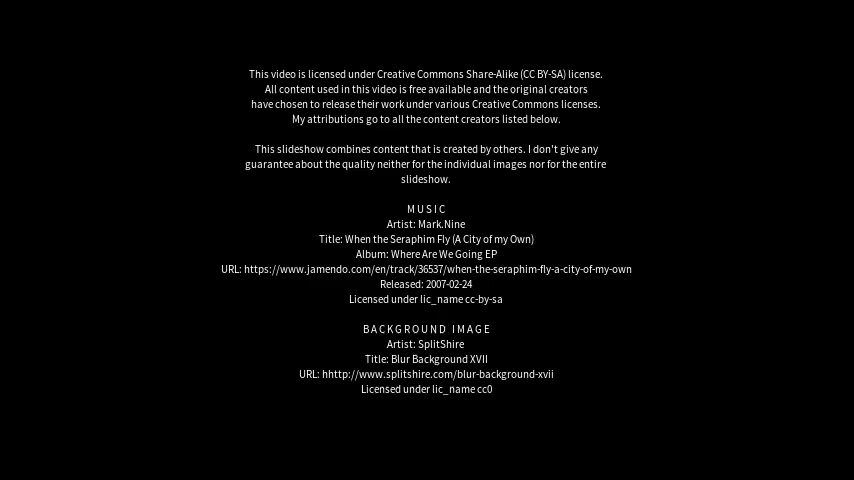 This video is licensed under Creative Commons Share-Alike (CC BY-SA) license.
All content used in this video is free available and the original creators
have chosen to release their work under various Creative Commons licenses.
My attributions go to all the content creators listed below.
This slideshow combines content that is created by others. I don't give any
guarantee about the quality neither for the individual images nor for the entire
slideshow.
MUSIC
Artist: Mark.Nine
Title: When the Seraphim Fly (A City of my Own)
Album: Where Are We Going EP
URL: https://www.jamendo.com/en/track/36537/when-the-seraphim-fly-a-city-of-my-own
Released: 2007-02-24
Licensed under lic_name cc-by-sa
BACKGROUND IMAGE
Artist: SplitShire
Title: Blur Background XVII
URL: hhttp://www.splitshire.com/blur-background-xvii
Licensed under lic_name cc0